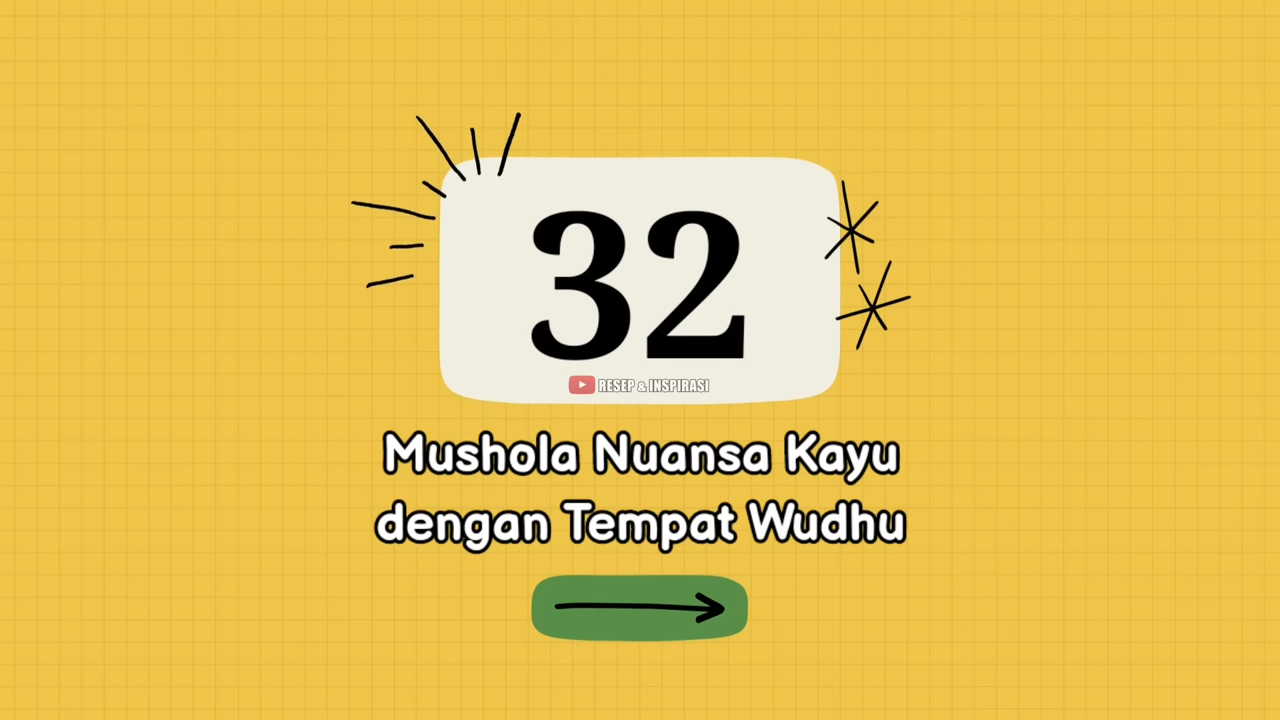 32
RESEP & INSPIRASI
Mushola Nuansa Kayu
dengan Tempat Wudhu